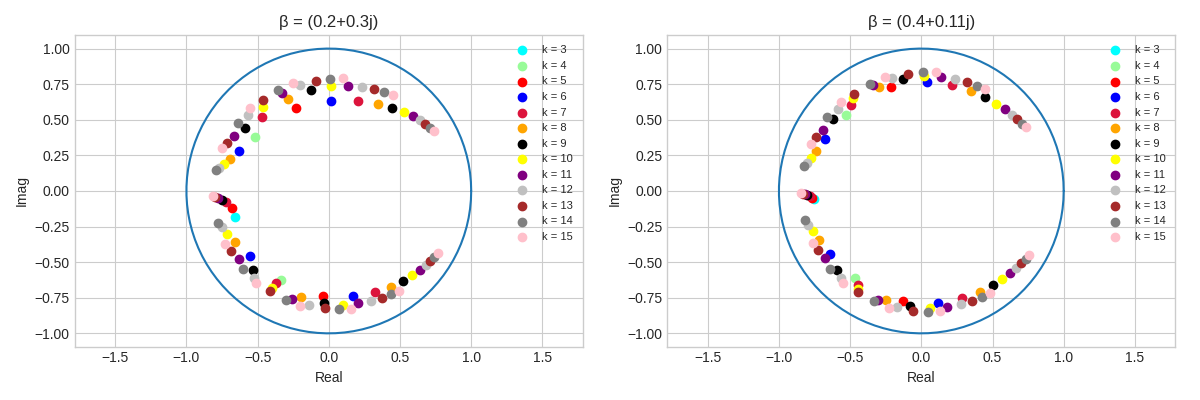 β = (0.2+0.3j)
1.00
0.75
0.50
0.25
0.00
−0.25
−0.50
−0.75
−1.00
Imag
−1.5
−1.0
−0.5
0.0
0.5
1.0
1.5
Real
k = 3
k = 4
k = 5
k = 6
k = 7
k = 8
k = 9
k = 10
k = 11
k = 12
k = 13
k = 14
k = 15
β = (0.4+0.11j)
1.00
0.75
0.50
0.25
0.00
−0.25
−0.50
−0.75
−1.00
Imag
−1.5
−1.0
−0.5
0.0
0.5
1.0
1.5
Real
k = 3
k = 4
k = 5
k = 6
k = 7
k = 8
k = 9
k = 10
k = 11
k = 12
k = 13
k = 14
k = 15